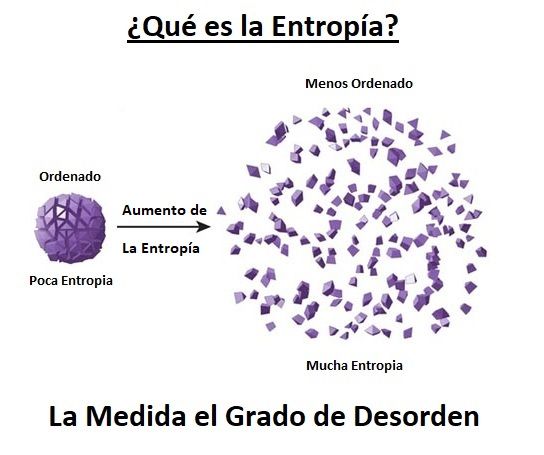 ¿Qué es la Entropía?
Menos Ordenado
Ordenado
Aumento de
La Entropía
Poca Entropia
Mucha Entropia
La Medida el Grado de Desorden